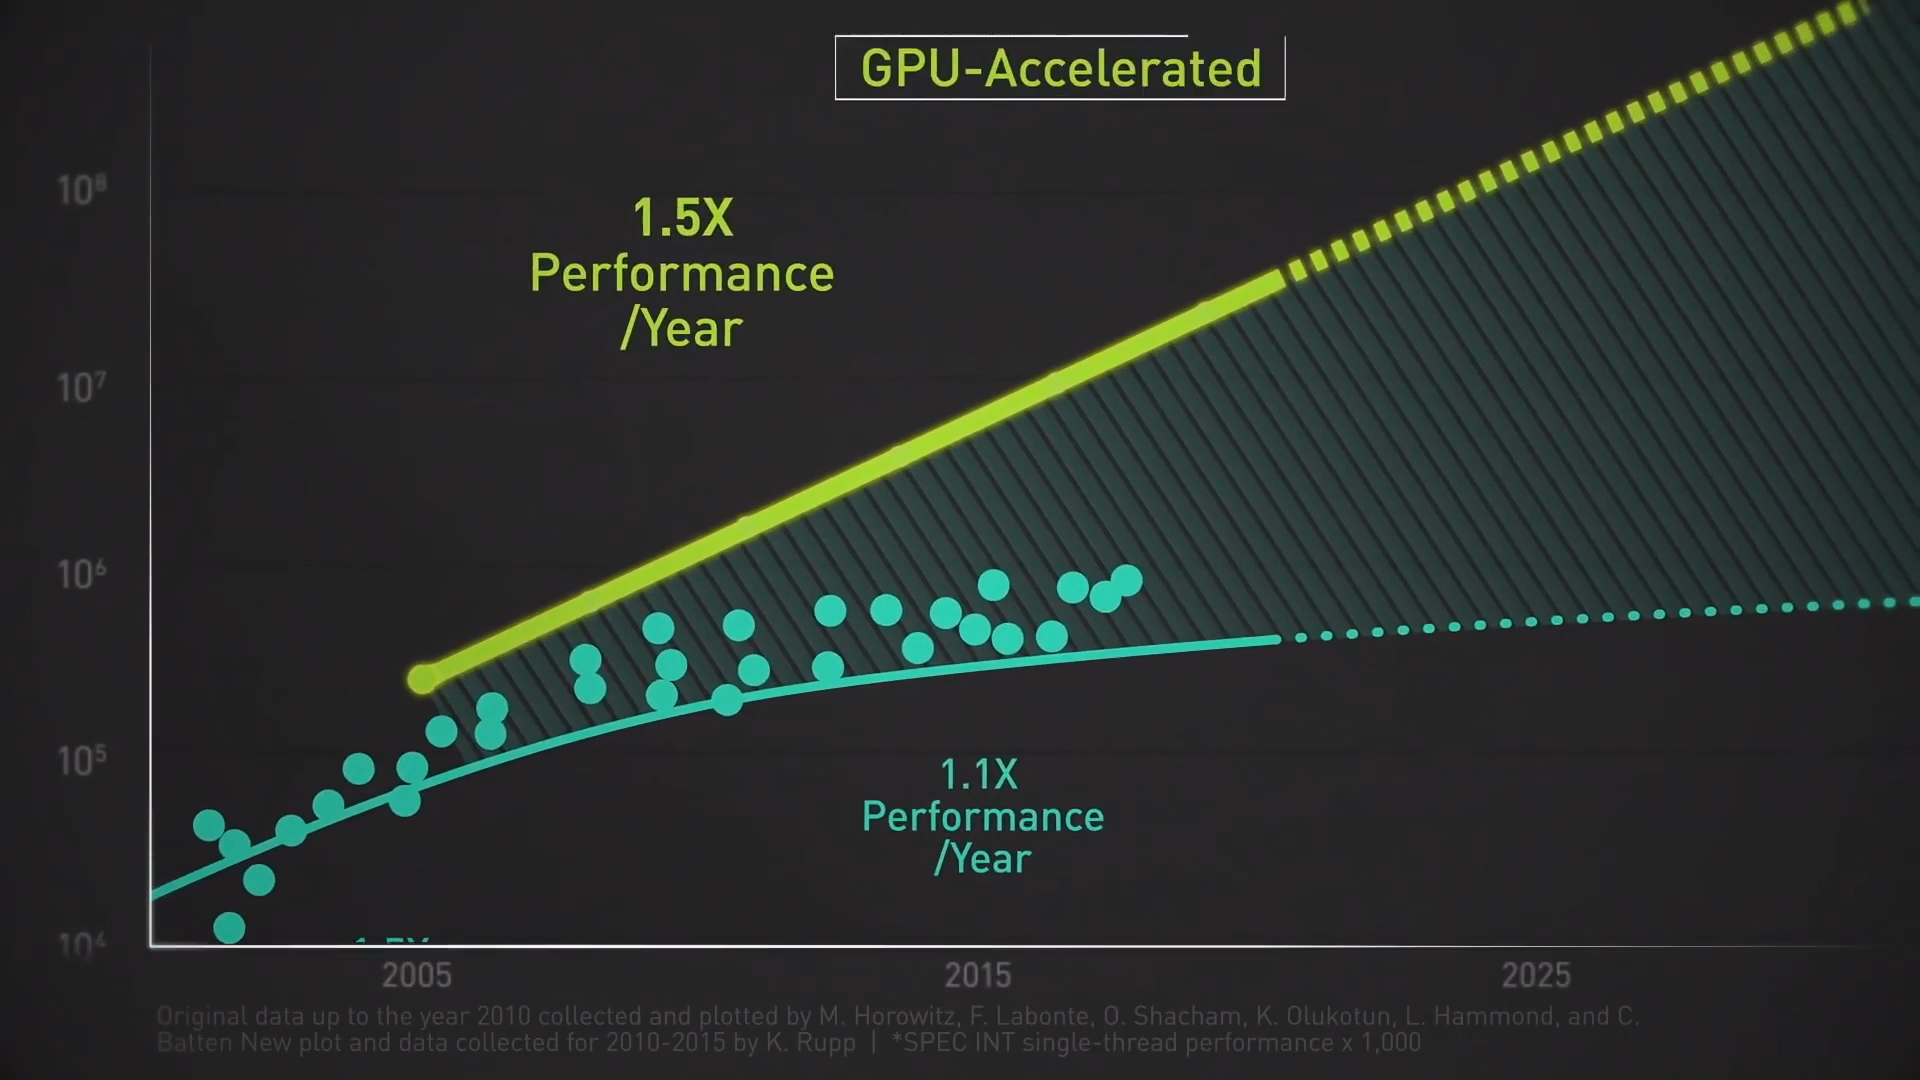 GPU-Accelerated
10⁸
1.5X
Performance
/Year
10⁷
10⁶
10⁵
1.1X
Performance
/Year
10⁴
2005
2015
2025
Original data up to the year 2010 collected and plotted by M. Horowitz, F. Labonte, O. Shacham, K. Olukotun, L. Hammond, and C.
Batten New plot and data collected for 2010-2015 by K. Rupp | *SPEC INT single-thread performance x 1,000